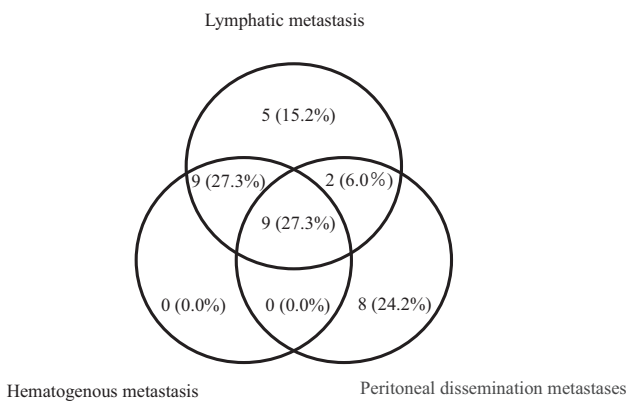 Lymphatic metastasis
5 (15.2%)
9 (27.3%)
2 (6.0%)
9 (27.3%)
0 (0.0%)
0 (0.0%)
8 (24.2%)
Hematogenous metastasis
Peritoneal dissemination metastases